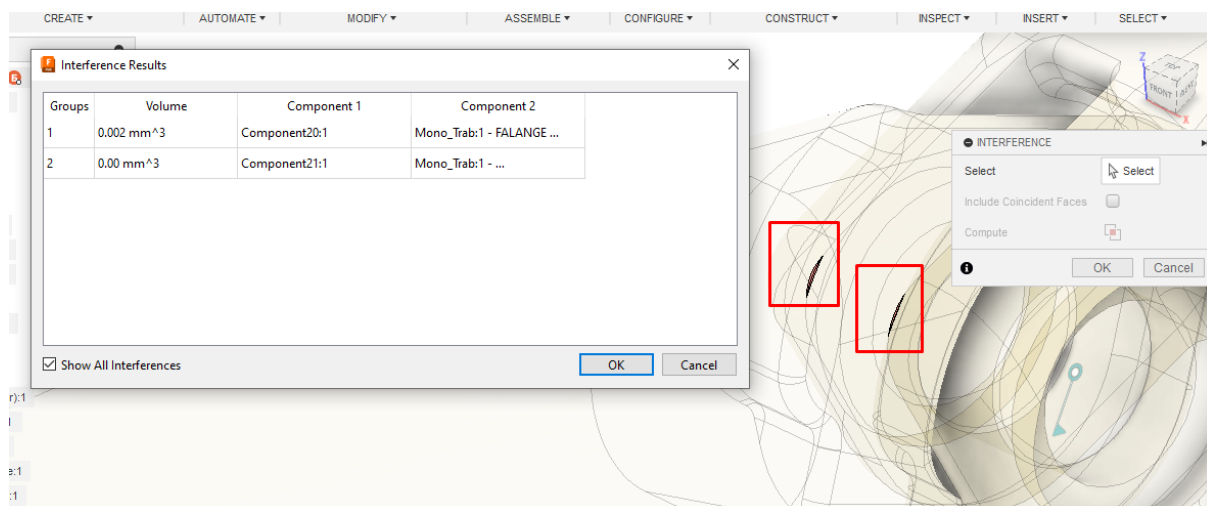 CREATE ▾ AUTOMATE ▾ MODIFY ▾ ASSEMBLE ▾ CONFIGURE ▾ CONSTRUCT ▾ INSPECT ▾ INSERT ▾ SELECT ▾
Interference Results
Groups Volume Component 1 Component 2
1 0.002 mm^3 Component20:1 Mono_Trab:1 - FALANGE ...
2 0.00 mm^3 Component21:1 Mono_Trab:1 - ...
Show All Interferences
OK Cancel
Z
TOP
FRONT
X
INTERFERENCE
Select Select
Include Coincident Faces
Compute
OK Cancel
r):1
e:1
:1